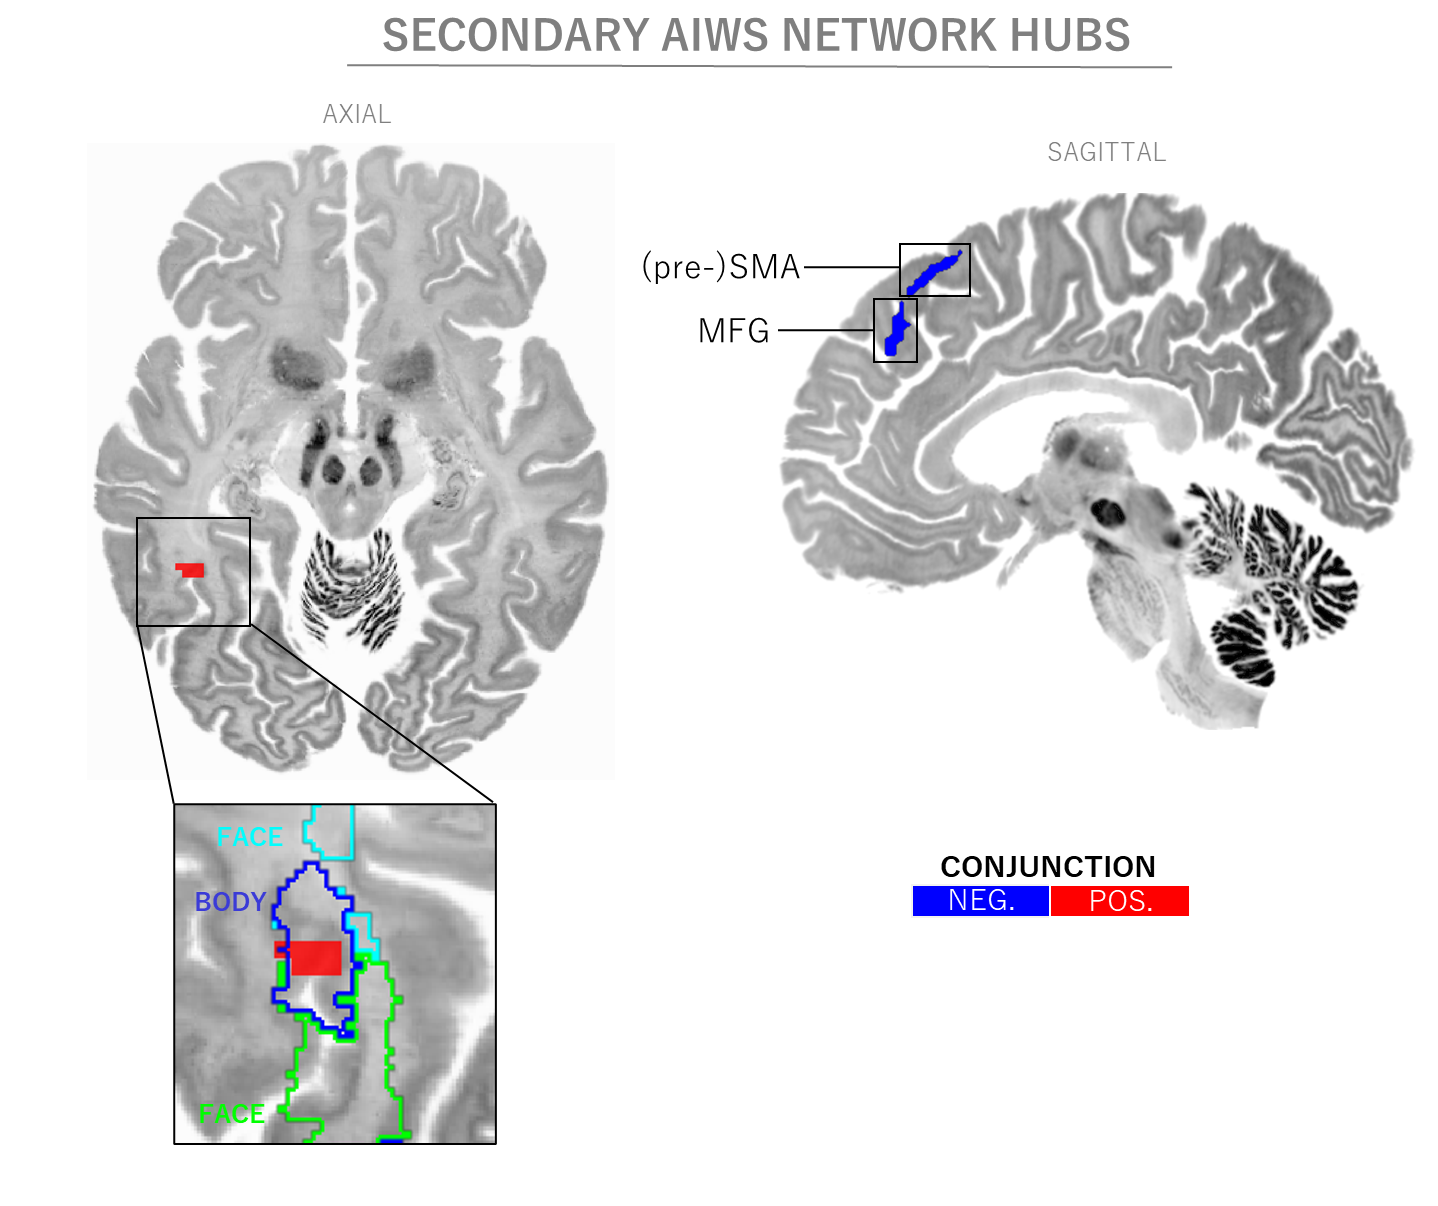 SECONDARY AIWS NETWORK HUBS
AXIAL
SAGITTAL
(pre-)SMA
MFG
FACE
BODY
FACE
CONJUNCTION
NEG. POS.